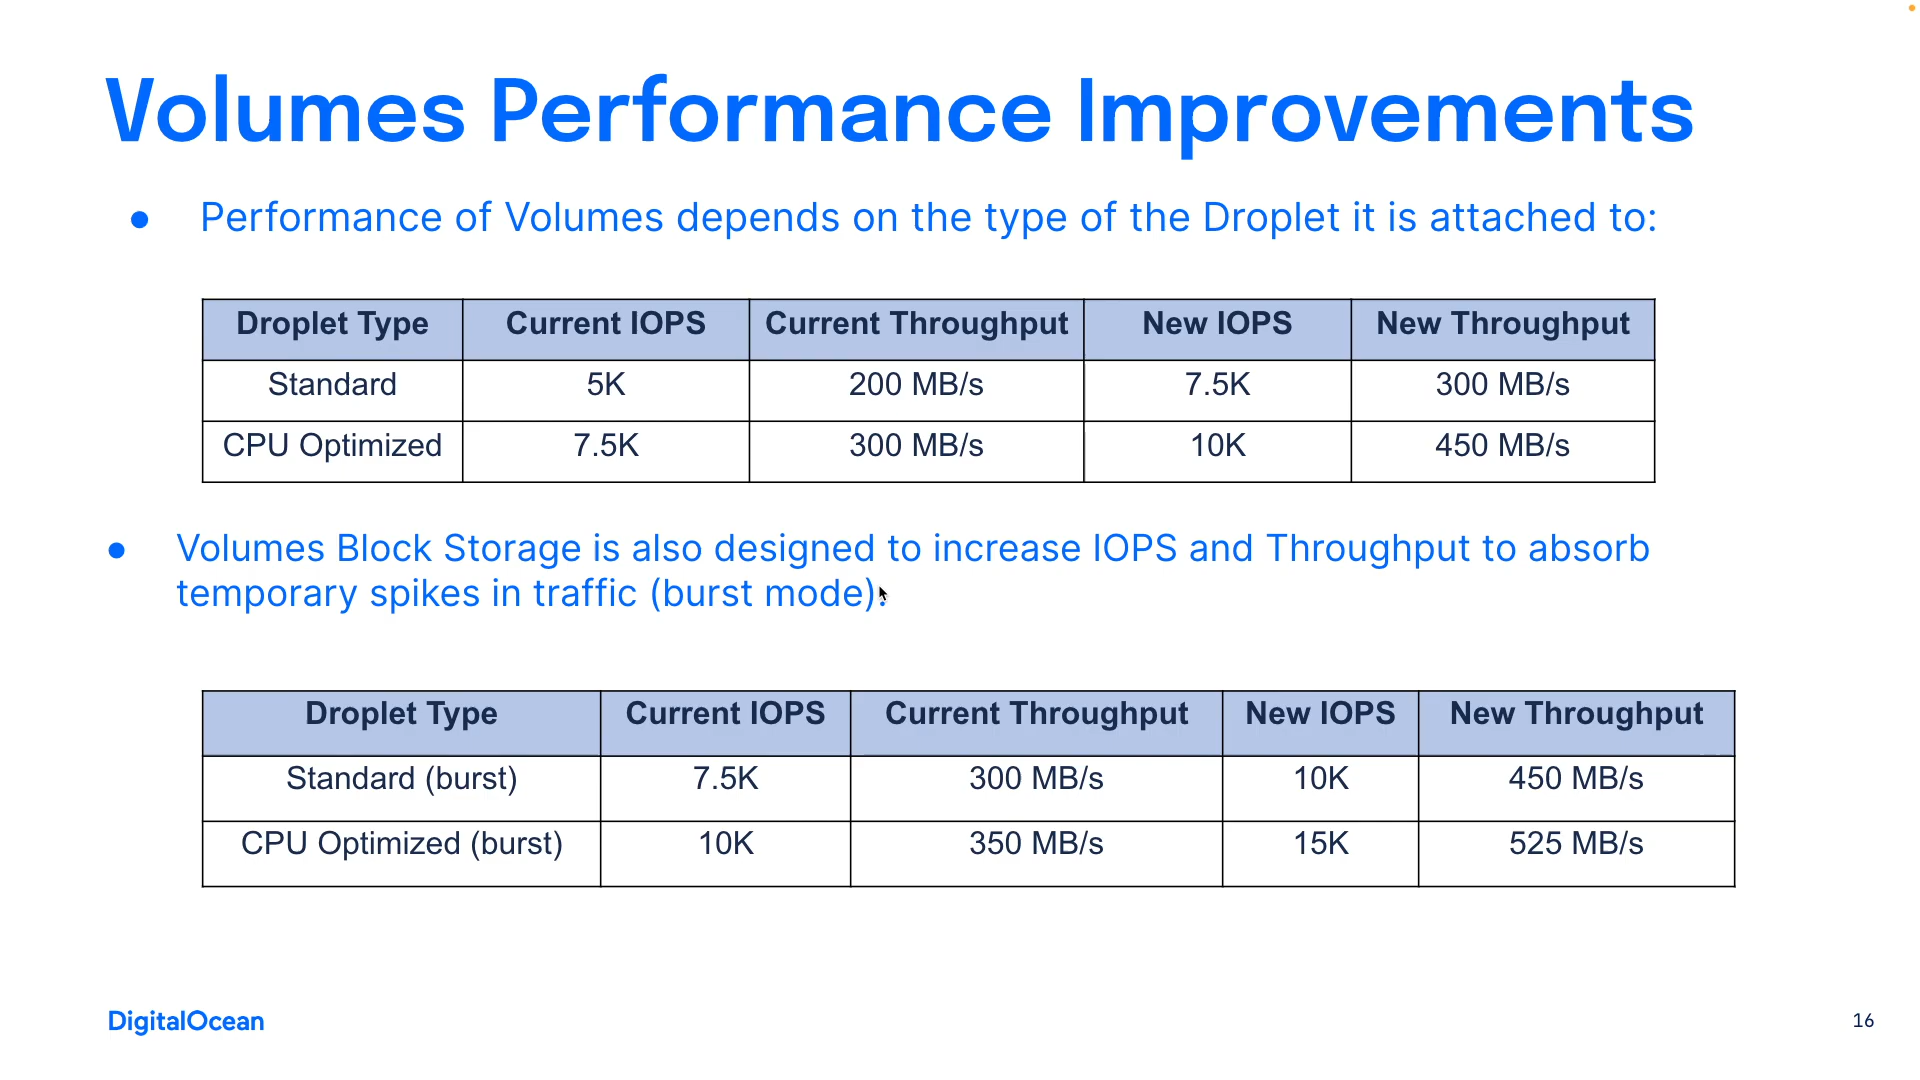 Volumes Performance Improvements
● Performance of Volumes depends on the type of the Droplet it is attached to:
Droplet Type Current IOPS Current Throughput New IOPS New Throughput
Standard 5K 200 MB/s 7.5K 300 MB/s
CPU Optimized 7.5K 300 MB/s 10K 450 MB/s
● Volumes Block Storage is also designed to increase IOPS and Throughput to absorb
temporary spikes in traffic (burst mode):
Droplet Type Current IOPS Current Throughput New IOPS New Throughput
Standard (burst) 7.5K 300 MB/s 10K 450 MB/s
CPU Optimized (burst) 10K 350 MB/s 15K 525 MB/s
DigitalOcean
16